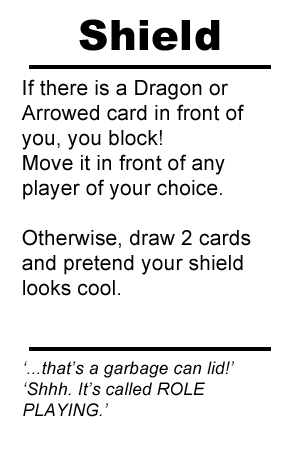 Shield
If there is a Dragon or
Arrowed card in front of
you, you block!
Move it in front of any
player of your choice.
Otherwise, draw 2 cards
and pretend your shield
looks cool.
‘...that’s a garbage can lid!’
‘Shhh. It’s called ROLE
PLAYING.’